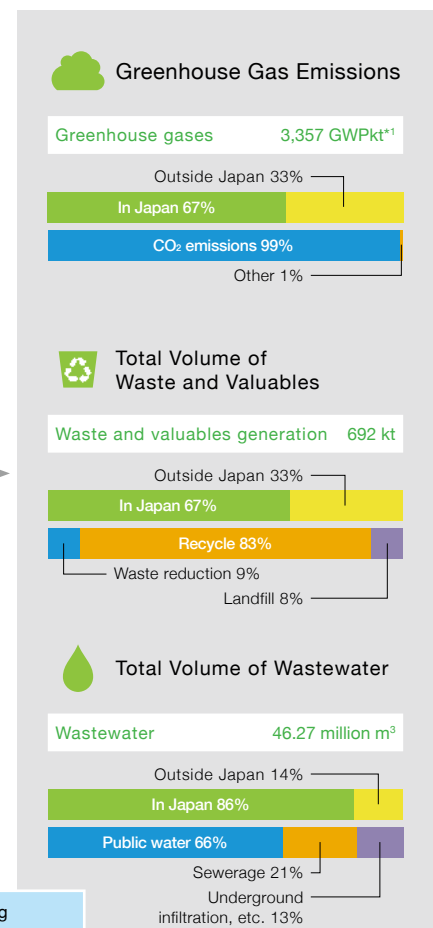 Greenhouse Gas Emissions
Greenhouse gases 3,357 GWPkt*1
Outside Japan 33%
In Japan 67%
CO₂ emissions 99%
Other 1%
Total Volume of
Waste and Valuables
Waste and valuables generation 692 kt
Outside Japan 33%
In Japan 67%
Recycle 83%
Waste reduction 9%
Landfill 8%
Total Volume of Wastewater
Wastewater 46.27 million m³
Outside Japan 14%
In Japan 86%
Public water 66%
Sewerage 21%
Underground
infiltration, etc. 13%